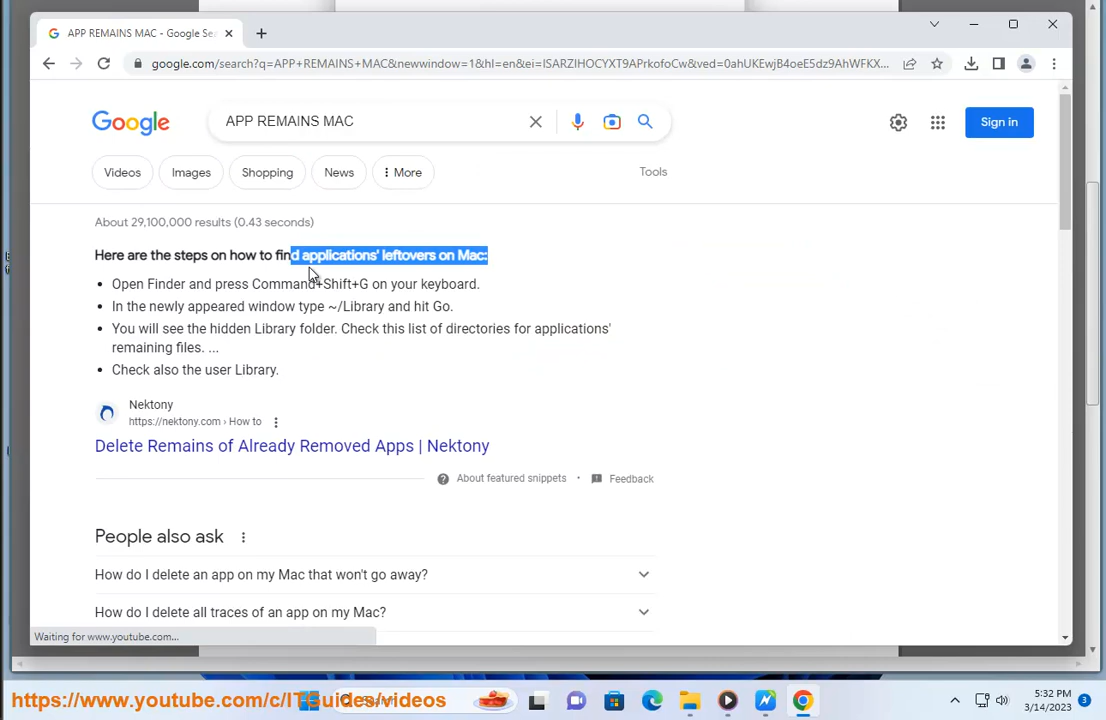 APP REMAINS MAC - Google Sea
google.com/search?q=APP+REMAINS+MAC&newwindow=1&hl=en&ei=ISARZIHOCYXT9APrkofoCw&ved=0ahUKEwjB4oeE5dz9AhWFKX...
Google
APP REMAINS MAC
Sign in
Videos
Images
Shopping
News
More
Tools
About 29,100,000 results (0.43 seconds)
Here are the steps on how to find applications' leftovers on Mac:
• Open Finder and press Command+Shift+G on your keyboard.
• In the newly appeared window type ~/Library and hit Go.
• You will see the hidden Library folder. Check this list of directories for applications'
remaining files. ...
• Check also the user Library.
Nektony
https://nektony.com › How to
Delete Remains of Already Removed Apps | Nektony
About featured snippets • Feedback
People also ask
How do I delete an app on my Mac that won't go away?
How do I delete all traces of an app on my Mac?
Waiting for www.youtube.com...
https://www.youtube.com/c/ITGuides/videos
5:32 PM
3/14/2023
3